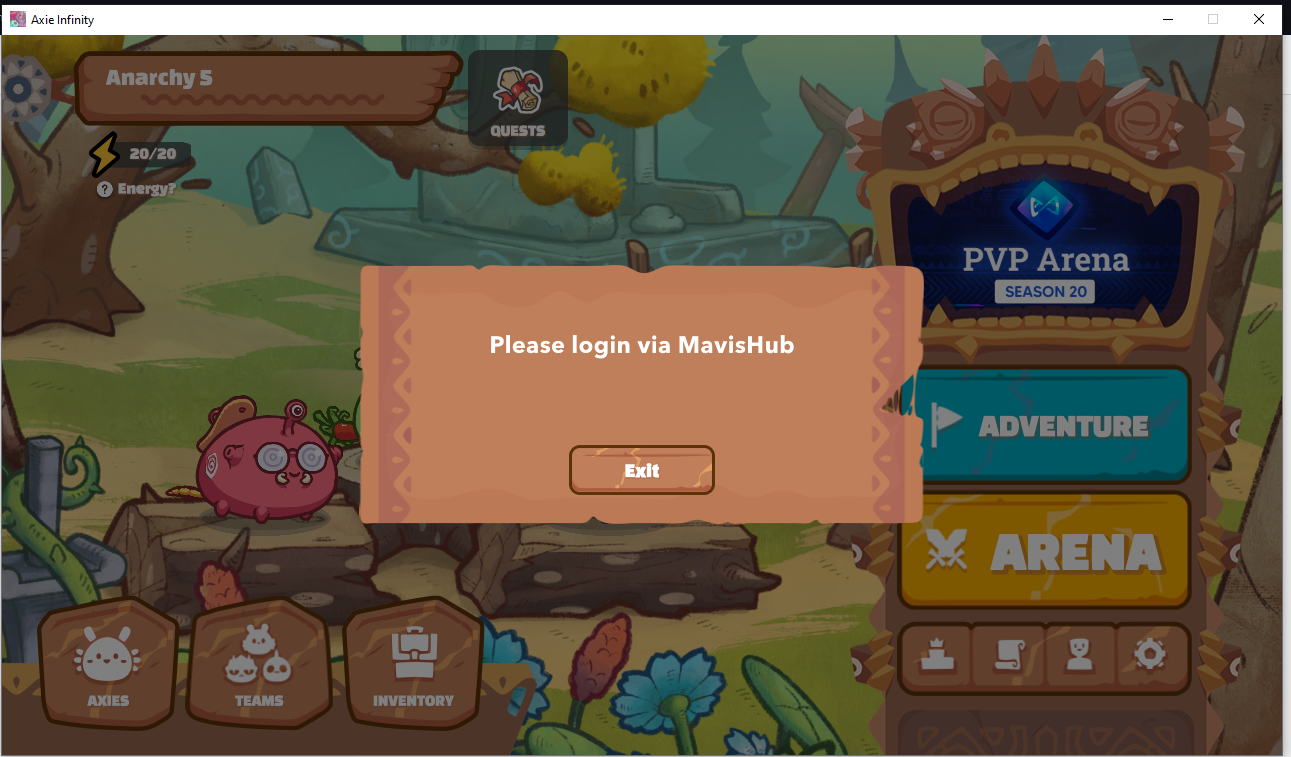 Axie Infinity
Anarchy 5
QUESTS
20/20
? Energy?
PVP Arena
SEASON 20
Please login via MavisHub
Exit
ADVENTURE
ARENA
AXIES
TEAMS
INVENTORY